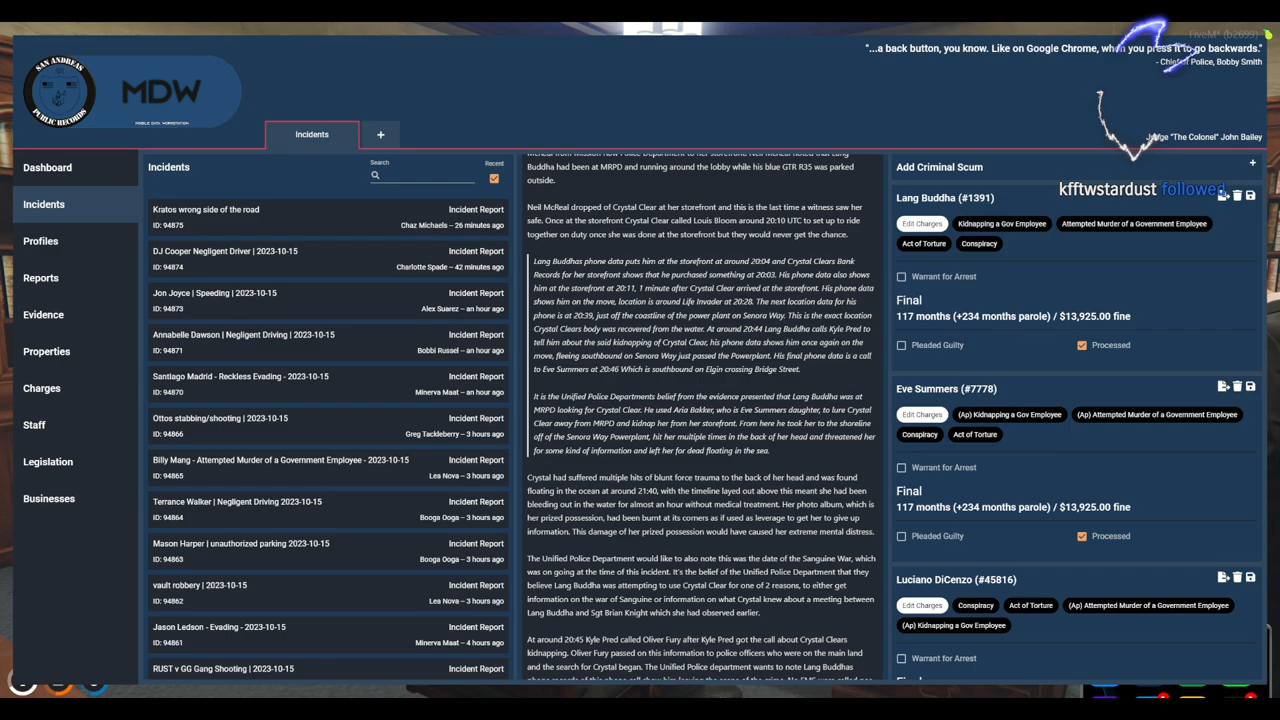 FiveM® (b2699)
"...a back button, you know. Like on Google Chrome, when you press it to go backwards."
- Chief of Police, Bobby Smith
SAN ANDREAS
PUBLIC RECORDS
MDW
MOBILE DATA WORKSTATION
Judge "The Colonel" John Bailey
Incidents
+
kfftwstardust followed
Dashboard
Incidents
Profiles
Reports
Evidence
Properties
Charges
Staff
Legislation
Businesses
Incidents
Search
Recent
Kratos wrong side of the road Incident Report
ID: 94875 Chaz Michaels – 26 minutes ago
DJ Cooper Negligent Driver | 2023-10-15 Incident Report
ID: 94874 Charlotte Spade – 42 minutes ago
Jon Joyce | Speeding | 2023-10-15 Incident Report
ID: 94873 Alex Suarez – an hour ago
Annabelle Dawson | Negligent Driving | 2023-10-15 Incident Report
ID: 94871 Bobbi Russel – an hour ago
Santiago Madrid - Reckless Evading - 2023-10-15 Incident Report
ID: 94870 Minerva Maat – an hour ago
Ottos stabbing/shooting | 2023-10-15 Incident Report
ID: 94866 Greg Tackleberry – 3 hours ago
Billy Mang - Attempted Murder of a Government Employee - 2023-10-15 Incident Report
ID: 94865 Lea Nova – 3 hours ago
Terrance Walker | Negligent Driving 2023-10-15 Incident Report
ID: 94864 Booga Ooga – 3 hours ago
Mason Harper | unauthorized parking 2023-10-15 Incident Report
ID: 94863 Booga Ooga – 3 hours ago
vault robbery | 2023-10-15 Incident Report
ID: 94862 Lea Nova – 3 hours ago
Jason Ledson - Evading - 2023-10-15 Incident Report
ID: 94861 Minerva Maat – 4 hours ago
RUST v GG Gang Shooting | 2023-10-15 Incident Report
McReal from Mission Row Police Department to her storefront. Neil McReal noted that Lang
Buddha had been at MRPD and running around the lobby while his blue GTR R35 was parked
outside.
Neil McReal dropped of Crystal Clear at her storefront and this is the last time a witness saw her
safe. Once at the storefront Crystal Clear called Louis Bloom around 20:10 UTC to set up to ride
together on duty once she was done at the storefront but they would never get the chance.
Lang Buddhas phone data puts him at the storefront at around 20:04 and Crystal Clears Bank
Records for her storefront shows that he purchased something at 20:03. His phone data also shows
him at the storefront at 20:11, 1 minute after Crystal Clear arrived at the storefront. His phone data
shows him on the move, location is around Life Invader at 20:28. The next location data for his
phone is at 20:39, just off the coastline of the power plant on Senora Way. This is the exact location
Crystal Clears body was recovered from the water. At around 20:44 Lang Buddha calls Kyle Pred to
tell him about the said kidnapping of Crystal Clear, his phone data shows him once again on the
move, fleeing southbound on Senora Way just passed the Powerplant. His final phone data is a call
to Eve Summers at 20:46 Which is southbound on Elgin crossing Bridge Street.
It is the Unified Police Departments belief from the evidence presented that Lang Buddha was at
MRPD looking for Crystal Clear. He used Aria Bakker, who is Eve Summers daughter, to lure Crystal
Clear away from MRPD and kidnap her from her storefront. From here he took her to the shoreline
off of the Senora Way Powerplant, hit her multiple times in the back of her head and threatened her
for some kind of information and left her for dead floating in the sea.
Crystal had suffered multiple hits of blunt force trauma to the back of her head and was found
floating in the ocean at around 21:40, with the timeline layed out above this meant she had been
bleeding out in the water for almost an hour without medical treatment. Her photo album, which is
her prized possession, had been burnt at its corners as if used as leverage to get her to give up
information. This damage of her prized possession would have caused her extreme mental distress.
The Unified Police Department would like to also note this was the date of the Sanguine War, which
was on going at the time of this incident. It's the belief of the Unified Police Department that they
believe Lang Buddha was attempting to use Crystal Clear for one of 2 reasons, to either get
information on the war of Sanguine or information on what Crystal knew about a meeting between
Lang Buddha and Sgt Brian Knight which she had observed earlier.
At around 20:45 Kyle Pred called Oliver Fury after Kyle Pred got the call about Crystal Clears
kidnapping. Oliver Fury passed on this information to police officers who were on the main land
and the search for Crystal began. The Unified Police department wants to note Lang Buddhas
Add Criminal Scum +
Lang Buddha (#1391)
Edit Charges Kidnapping a Gov Employee Attempted Murder of a Government Employee
Act of Torture Conspiracy
Warrant for Arrest
Final
117 months (+234 months parole) / $13,925.00 fine
Pleaded Guilty Processed
Eve Summers (#7778)
Edit Charges (Ap) Kidnapping a Gov Employee (Ap) Attempted Murder of a Government Employee
Conspiracy Act of Torture
Warrant for Arrest
Final
117 months (+234 months parole) / $13,925.00 fine
Pleaded Guilty Processed
Luciano DiCenzo (#45816)
Edit Charges Conspiracy Act of Torture (Ap) Attempted Murder of a Government Employee
(Ap) Kidnapping a Gov Employee
Warrant for Arrest